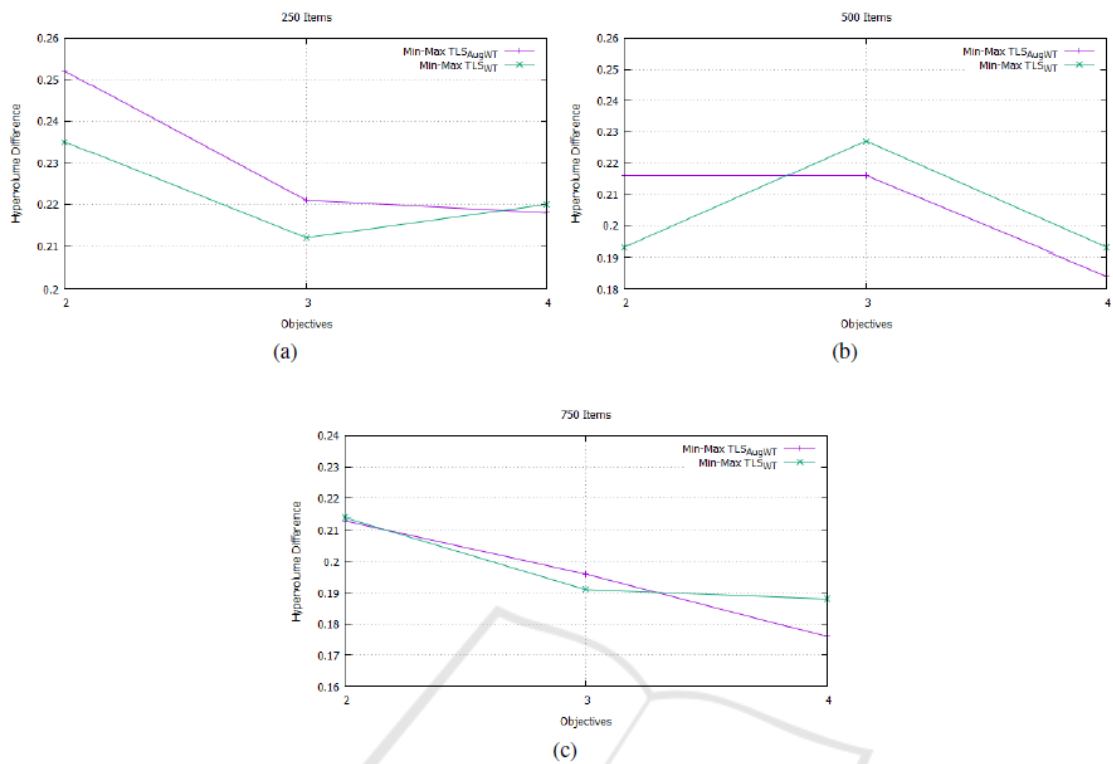 250 Items
0.26
0.25
0.24
0.23
0.22
0.21
0.2
Hypervolume Difference
Min-Max TLS_AugWT
Min-Max TLS_WT
2
3
4
Objectives
(a)
500 Items
0.26
0.25
0.24
0.23
0.22
0.21
0.2
0.19
0.18
Hypervolume Difference
Min-Max TLS_AugWT
Min-Max TLS_WT
2
3
4
Objectives
(b)
750 Items
0.24
0.23
0.22
0.21
0.2
0.19
0.18
0.17
0.16
Hypervolume Difference
Min-Max TLS_AugWT
Min-Max TLS_WT
2
3
4
Objectives
(c)